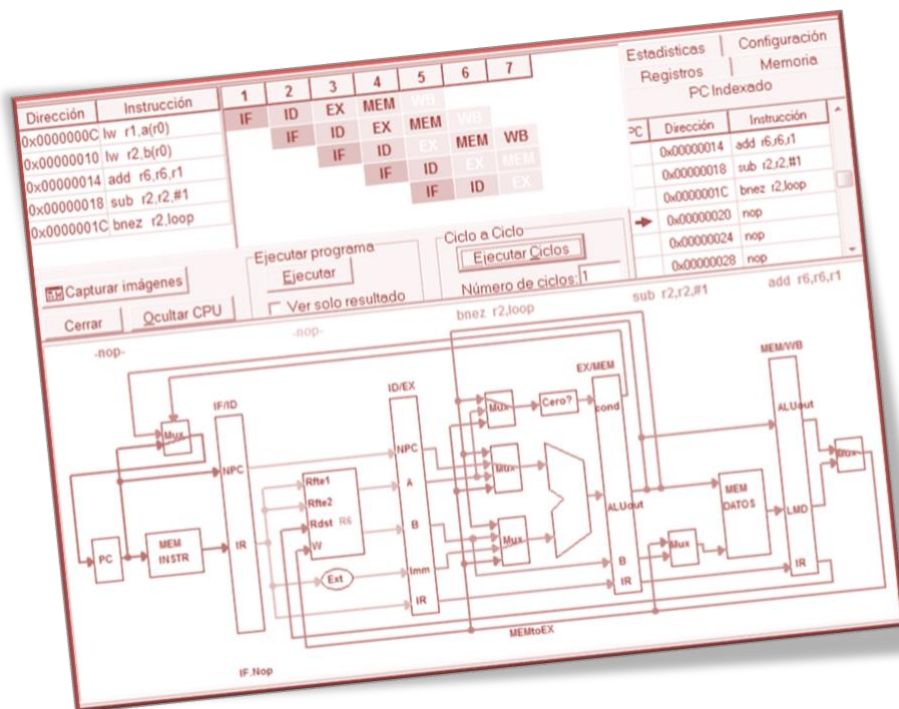 Dirección Instrucción
0x0000000C lw r1,a(r0)
0x00000010 lw r2,b(r0)
0x00000014 add r6,r6,r1
0x00000018 sub r2,r2,#1
0x0000001C bnez r2,loop
1 2 3 4 5 6 7
IF ID EX MEM WB
IF ID EX MEM WB
IF ID EX MEM WB
IF ID EX MEM
IF ID EX
Estadísticas Configuración
Registros Memoria
PC Indexado
PC Dirección Instrucción
0x00000014 add r6,r6,r1
0x00000018 sub r2,r2,#1
0x0000001C bnez r2,loop
0x00000020 nop
0x00000024 nop
0x00000028 nop
Capturar imágenes
Cerrar Ocultar CPU
Ejecutar programa
Ejecutar
Ver solo resultado
Ciclo a Ciclo
Ejecutar Ciclos
Número de ciclos: 1
-nop- -nop- bnez r2,loop sub r2,r2,#1 add r6,r6,r1
IF/ID
ID/EX
EX/MEM
MEM/WB
Mux
NPC
IR
PC
MEM
INSTR
Rfte1
Rfte2
Rdst R6
W
Ext
NPC
A
B
Imm
IR
Mux
Mux
Mux
Cero?
cond
ALUout
B
IR
Mux
MEM
DATOS
ALUout
LMD
IR
Mux
MEMtoEX
IF.Nop